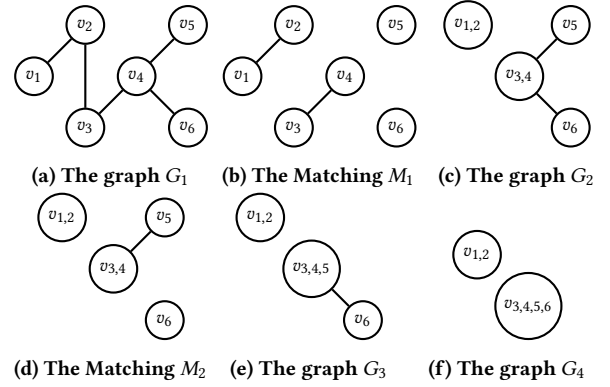 v2 v5 v2 v5 v1,2 v5
v1 v4 v1 v4 v3,4
v3 v6 v3 v6 v6
(a) The graph G1 (b) The Matching M1 (c) The graph G2
v1,2 v5 v1,2 v1,2
v3,4 v3,4,5 v3,4,5,6
v6 v6
(d) The Matching M2 (e) The graph G3 (f) The graph G4